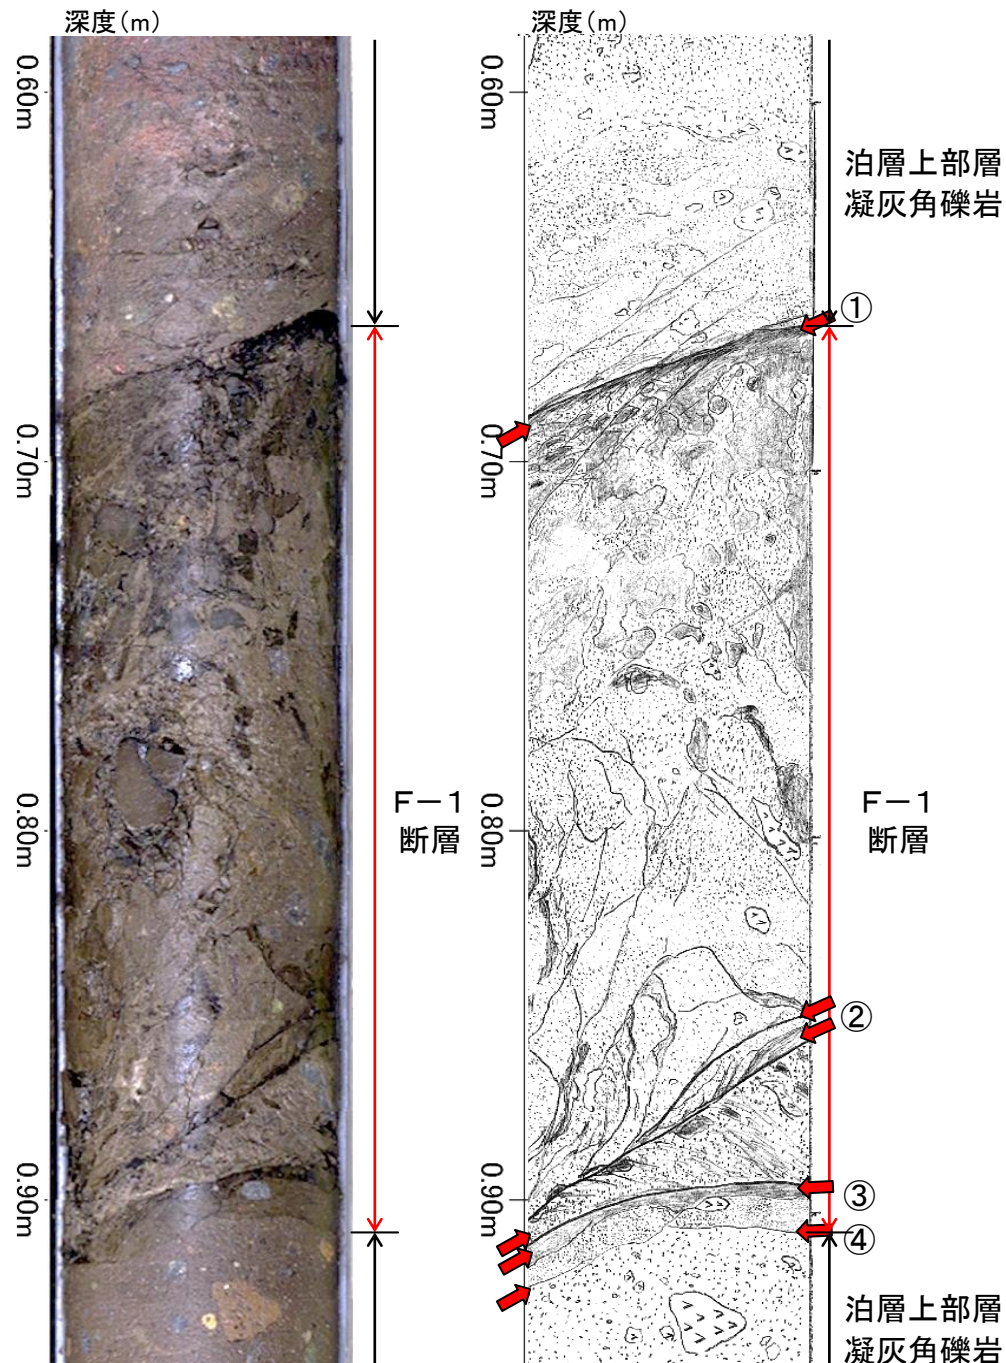 深度(m)
深度(m)
0.60m
0.60m
泊層上部層
凝灰角礫岩
①
0.70m
0.70m
0.80m
0.80m
F-1
断層
F-1
断層
②
0.90m
0.90m
③
④
泊層上部層
凝灰角礫岩